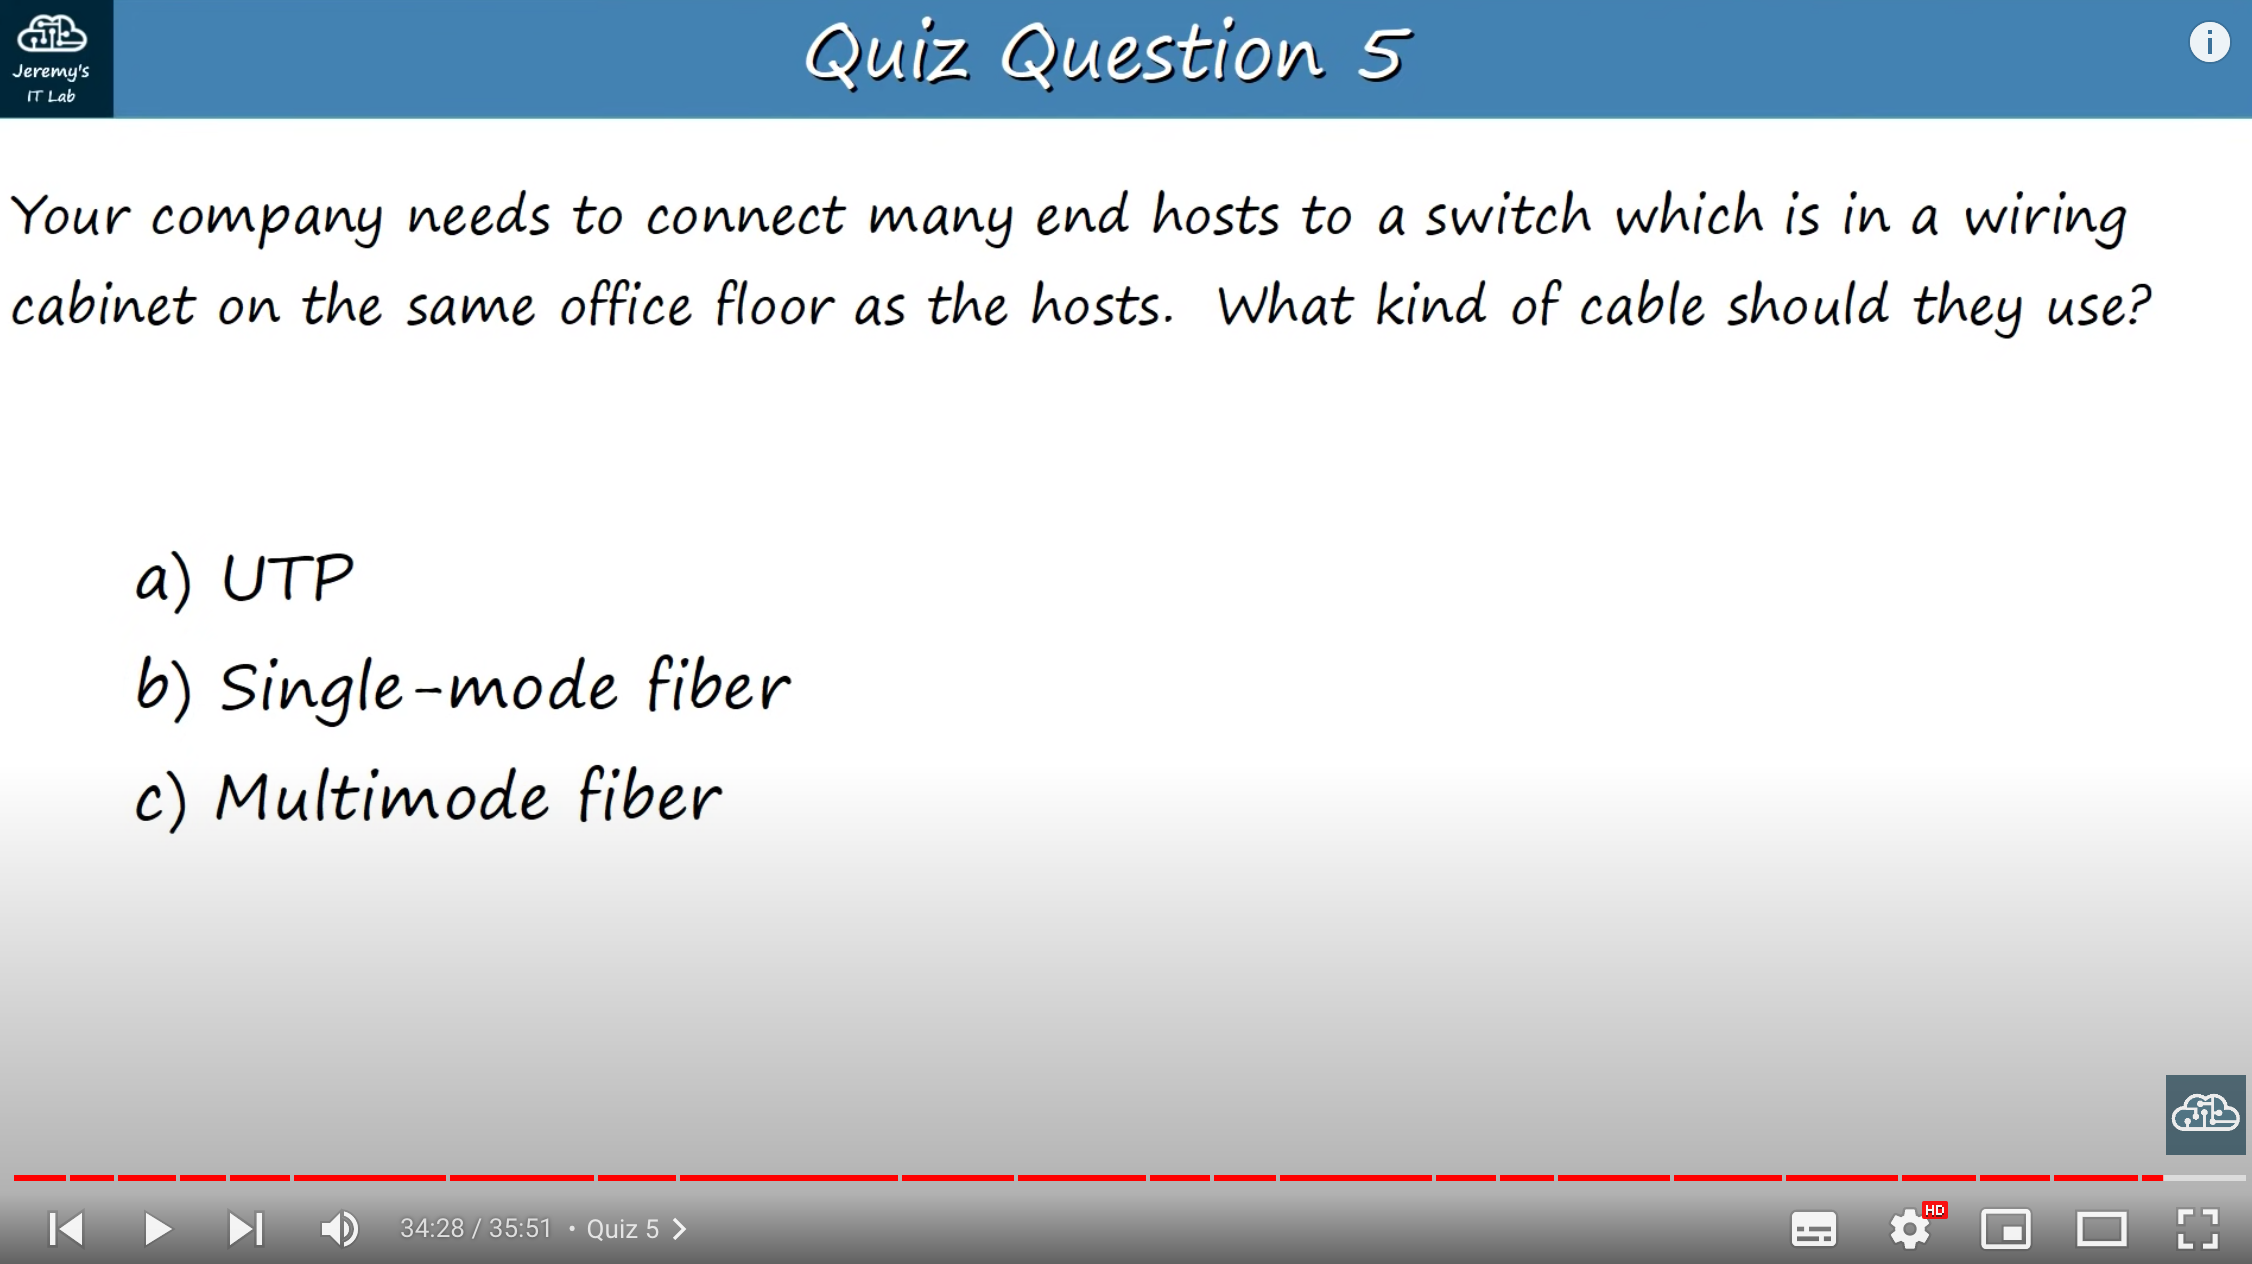 Jeremy's
IT Lab
Quiz Question 5
i
Your company needs to connect many end hosts to a switch which is in a wiring
cabinet on the same office floor as the hosts. What kind of cable should they use?
a) UTP
b) Single-mode fiber
c) Multimode fiber
34:28 / 35:51 • Quiz 5
HD